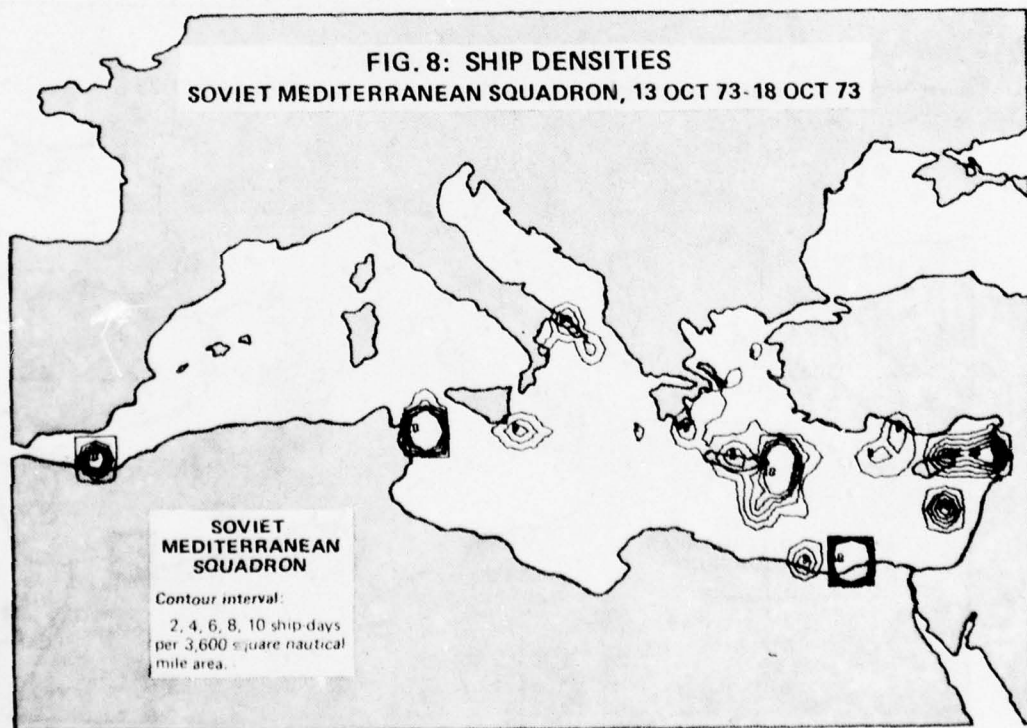 FIG. 8: SHIP DENSITIES
SOVIET MEDITERRANEAN SQUADRON, 13 OCT 73-18 OCT 73
SOVIET
MEDITERRANEAN
SQUADRON
Contour interval:
2, 4, 6, 8, 10 ship-days
per 3,600 square nautical
mile area.